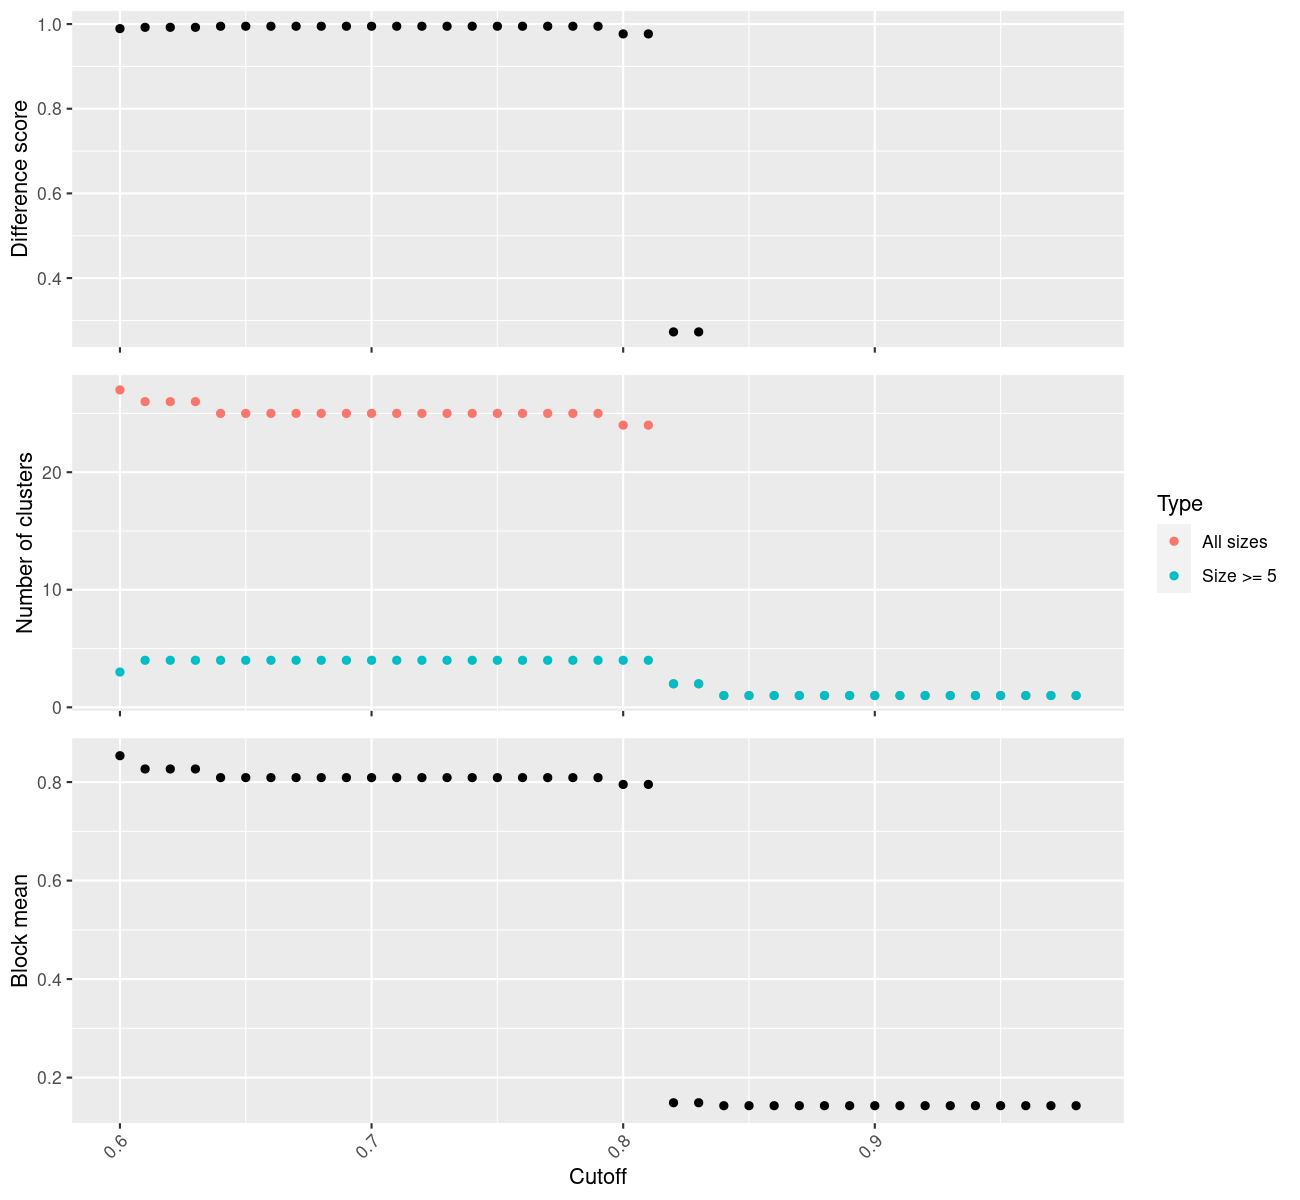 1.0
0.8
0.6
0.4
Difference score
20
10
0
Number of clusters
Type
All sizes
Size >= 5
0.8
0.6
0.4
0.2
Block mean
0.6
0.7
0.8
0.9
Cutoff